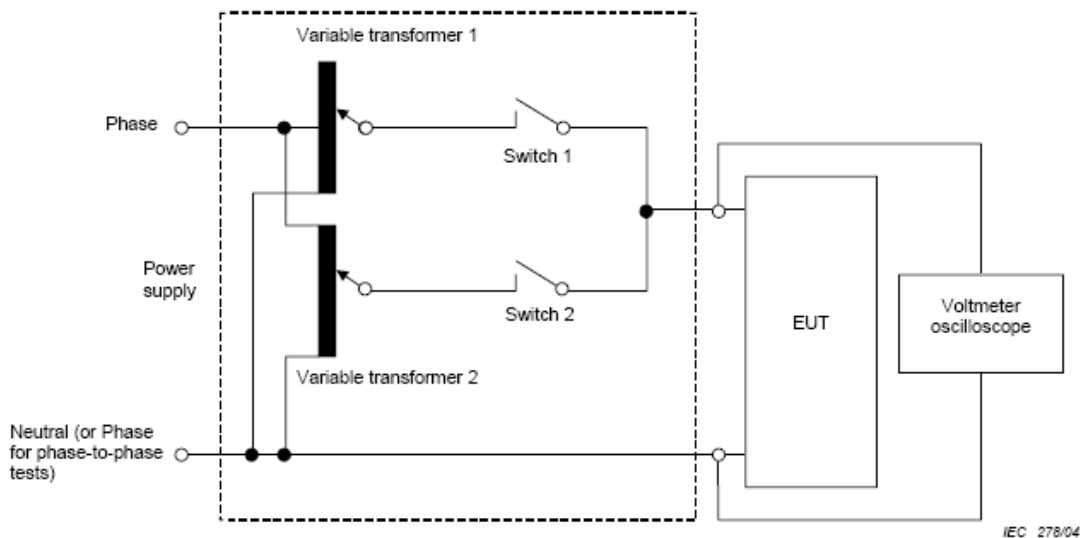 Variable transformer 1
Phase
Switch 1
Power
supply
Switch 2
EUT
Voltmeter
oscilloscope
Variable transformer 2
Neutral (or Phase
for phase-to-phase
tests)
IEC 278/04